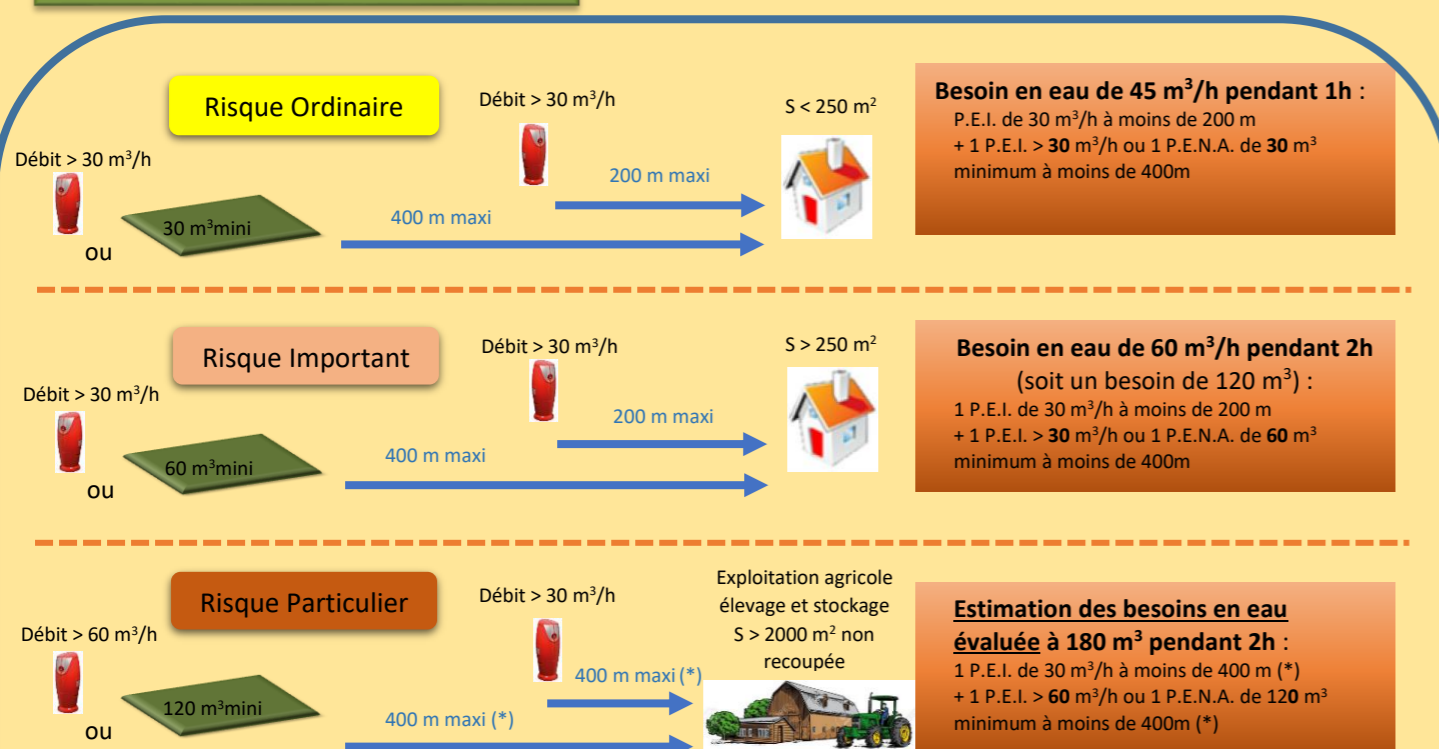 Risque Ordinaire
Débit > 30 m³/h
S < 250 m²
Débit > 30 m³/h
200 m maxi
30 m³mini
400 m maxi
ou
Besoin en eau de 45 m³/h pendant 1h :
P.E.I. de 30 m³/h à moins de 200 m
+ 1 P.E.I. > 30 m³/h ou 1 P.E.N.A. de 30 m³
minimum à moins de 400m
Risque Important
Débit > 30 m³/h
S > 250 m²
Débit > 30 m³/h
200 m maxi
60 m³mini
400 m maxi
ou
Besoin en eau de 60 m³/h pendant 2h
(soit un besoin de 120 m³) :
1 P.E.I. de 30 m³/h à moins de 200 m
+ 1 P.E.I. > 30 m³/h ou 1 P.E.N.A. de 60 m³
minimum à moins de 400m
Risque Particulier
Débit > 30 m³/h
Exploitation agricole
élevage et stockage
S > 2000 m² non
recoupée
Débit > 60 m³/h
400 m maxi (*)
120 m³mini
400 m maxi (*)
ou
Estimation des besoins en eau
évaluée à 180 m³ pendant 2h :
1 P.E.I. de 30 m³/h à moins de 400 m (*)
+ 1 P.E.I. > 60 m³/h ou 1 P.E.N.A. de 120 m³
minimum à moins de 400m (*)